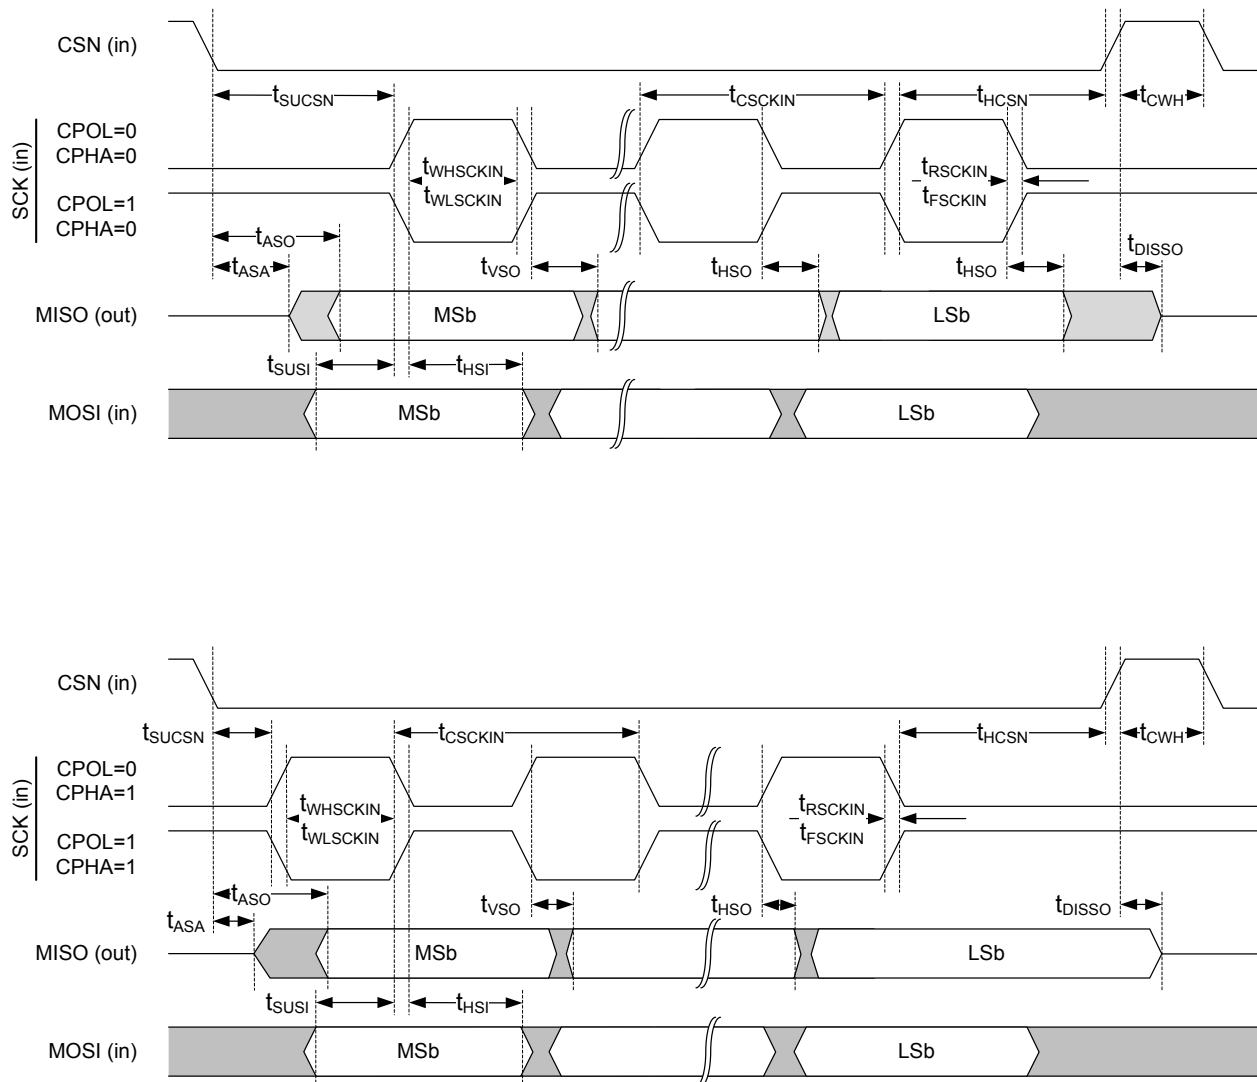 CSN (in)
tSUCSN
tCSCKIN
tHCSN
tCWH
SCK (in)
CPOL=0
CPHA=0
tWHSCKIN
tRSCKIN
tWLSCKIN
tFSCKIN
CPOL=1
CPHA=0
tASO
tASA
tVSO
tHSO
tHSO
tDISSO
MISO (out)
MSb
LSb
tSUSI
tHSI
MOSI (in)
MSb
LSb
CSN (in)
tSUCSN
tCSCKIN
tHCSN
tCWH
SCK (in)
CPOL=0
CPHA=1
tWHSCKIN
tRSCKIN
tWLSCKIN
tFSCKIN
CPOL=1
CPHA=1
tASO
tASA
tVSO
tHSO
tDISSO
MISO (out)
MSb
LSb
tSUSI
tHSI
MOSI (in)
MSb
LSb